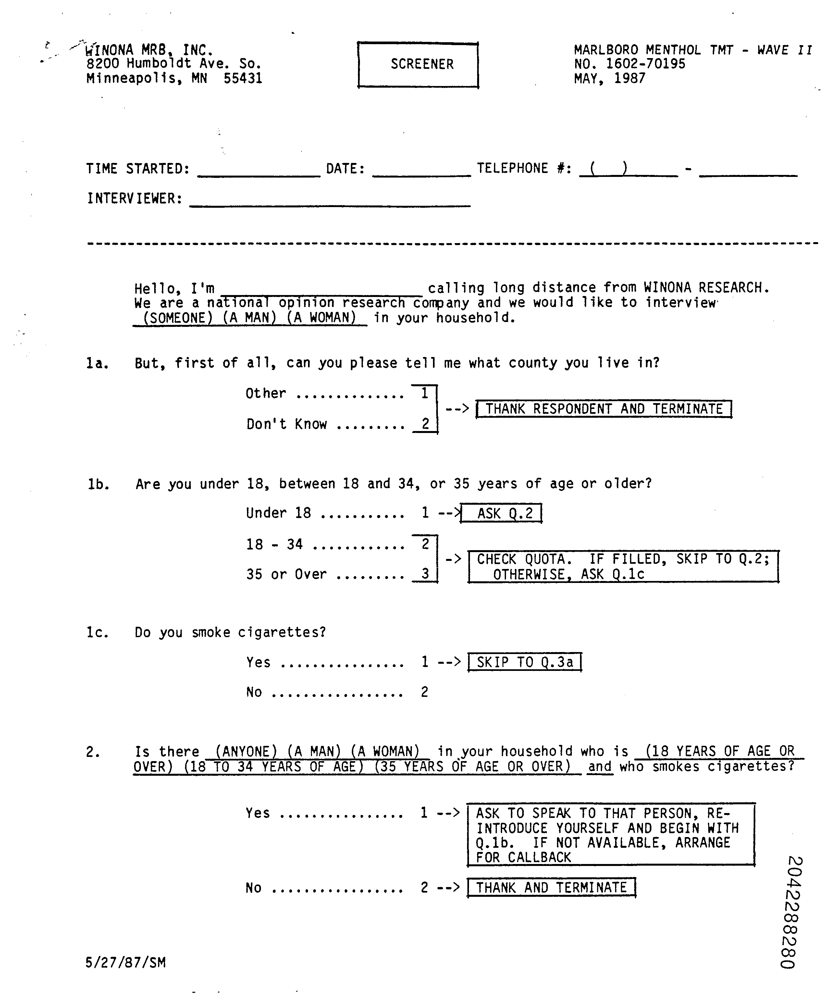 WINONA MRB, INC.
8200 Humboldt Ave. So.
Minneapolis, MN 55431
SCREENER
MARLBORO MENTHOL TMT - WAVE II
NO. 1602-70195
MAY, 1987
TIME STARTED: _______________ DATE: ____________ TELEPHONE #: ( ) ______ - ____________
INTERVIEWER: __________________________________
Hello, I'm _________________________ calling long distance from WINONA RESEARCH.
We are a national opinion research company and we would like to interview
(SOMEONE) (A MAN) (A WOMAN) in your household.
1a. But, first of all, can you please tell me what county you live in?
Other .............. 1
--> THANK RESPONDENT AND TERMINATE
Don't Know ......... 2
1b. Are you under 18, between 18 and 34, or 35 years of age or older?
Under 18 ........... 1 --> ASK Q.2
18 - 34 ............ 2
-> CHECK QUOTA. IF FILLED, SKIP TO Q.2;
OTHERWISE, ASK Q.1c
35 or Over ......... 3
1c. Do you smoke cigarettes?
Yes ................ 1 --> SKIP TO Q.3a
No ................. 2
2. Is there (ANYONE) (A MAN) (A WOMAN) in your household who is (18 YEARS OF AGE OR
OVER) (18 TO 34 YEARS OF AGE) (35 YEARS OF AGE OR OVER) and who smokes cigarettes?
Yes ................ 1 --> ASK TO SPEAK TO THAT PERSON, RE-
INTRODUCE YOURSELF AND BEGIN WITH
Q.1b. IF NOT AVAILABLE, ARRANGE
FOR CALLBACK
No ................. 2 --> THANK AND TERMINATE
2042288280
5/27/87/SM